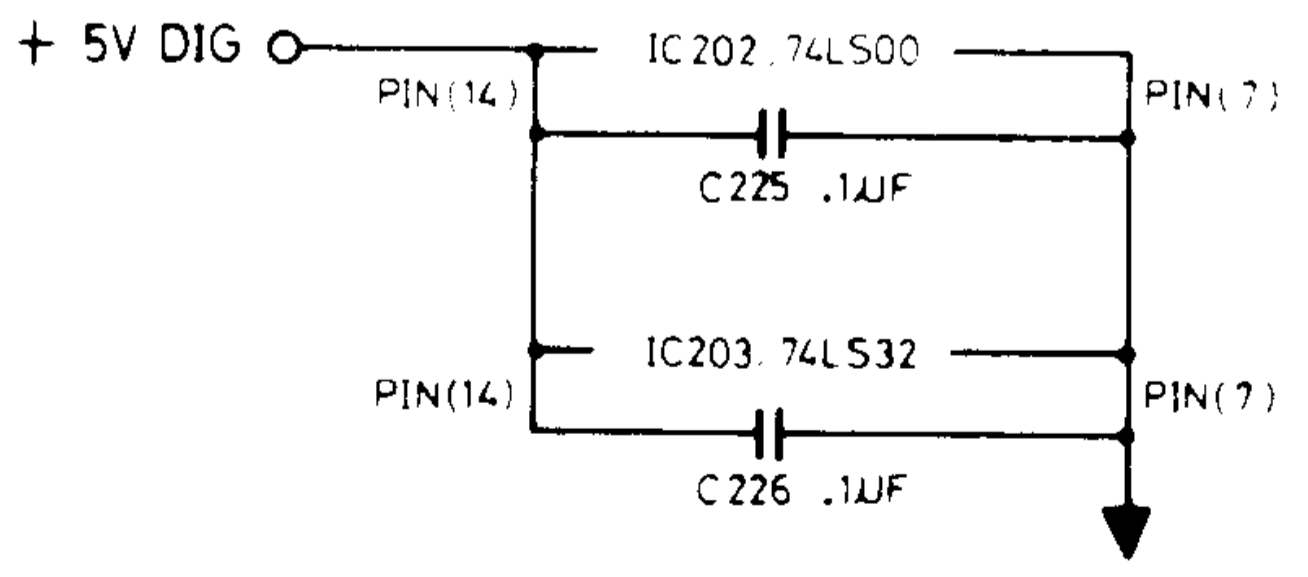 + 5V DIG
IC202, 74LS00
PIN(14)
PIN(7)
C225 .1UF
IC203, 74LS32
PIN(14)
PIN(7)
C226 .1UF